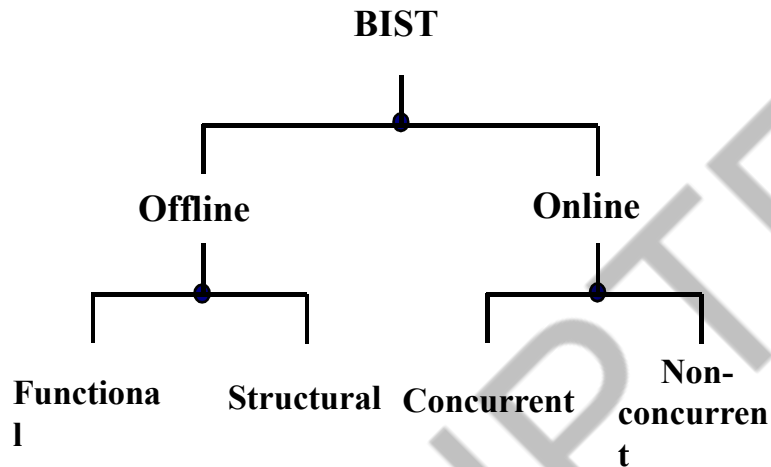 BIST
Offline
Online
Functiona
l
Structural
Concurrent
Non-
concurren
t